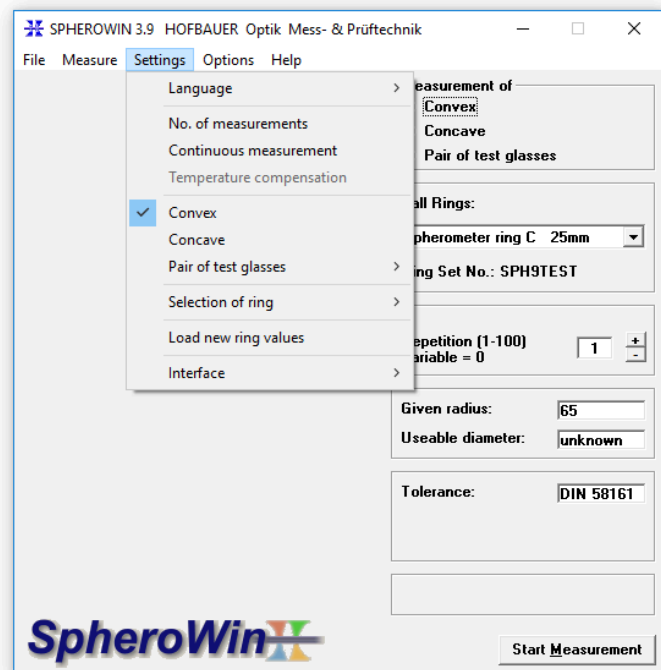 SPHEROWIN 3.9 HOFBAUER Optik Mess- & Prüftechnik
File Measure Settings Options Help
Language
No. of measurements
Continuous measurement
Temperature compensation
Convex
Concave
Pair of test glasses
Selection of ring
Load new ring values
Interface
easurement of
Convex
Concave
Pair of test glasses
all Rings:
pherometer ring C 25mm
ing Set No.: SPH9TEST
epetition (1-100)
ariable = 0
1
+
-
Given radius:
65
Useable diameter:
unknown
Tolerance:
DIN 58161
SpheroWin
Start Measurement